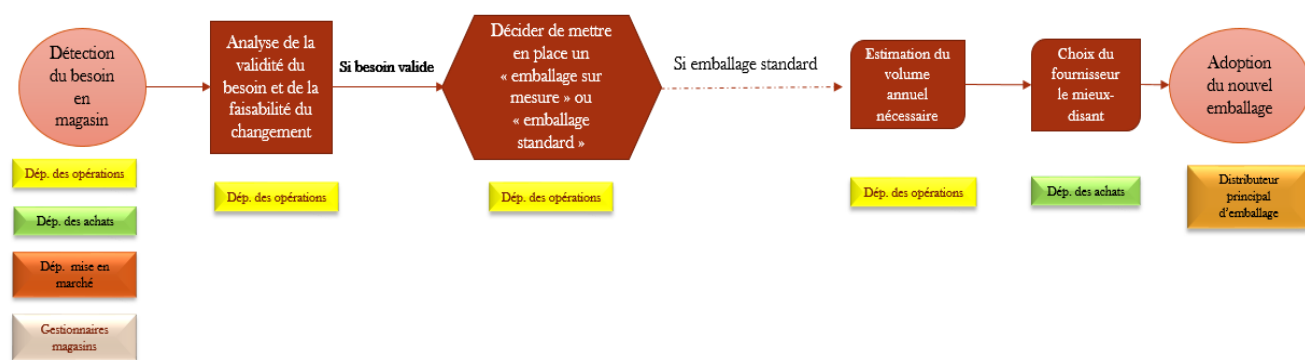 Détection
du besoin
en
magasin
Analyse de la
validité du
besoin et de la
faisabilité du
changement
Si besoin valide
Décider de mettre
en place un
« emballage sur
mesure » ou
« emballage
standard »
Si emballage standard
Estimation du
volume
annuel
nécessaire
Choix du
fournisseur
le mieux-
disant
Adoption
du nouvel
emballage
Dép. des opérations
Dép. des achats
Dép. mise en
marché
Gestionnaires
magasins
Dép. des opérations
Dép. des opérations
Dép. des opérations
Dép. des achats
Distributeur
principal
d'emballage